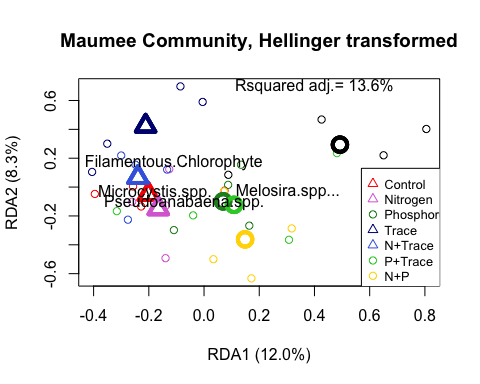 Maumee Community, Hellinger transformed
Rsquared adj.= 13.6%
Filamentous.Chlorophyte
Microcystis.spp.
Melosira.spp...
Pseudoanabaena.spp.
Control
Nitrogen
Phosphor
Trace
N+Trace
P+Trace
N+P
RDA2 (8.3%)
0.6
0.2
-0.2
-0.6
-0.4 -0.2 0.0 0.2 0.4 0.6 0.8
RDA1 (12.0%)